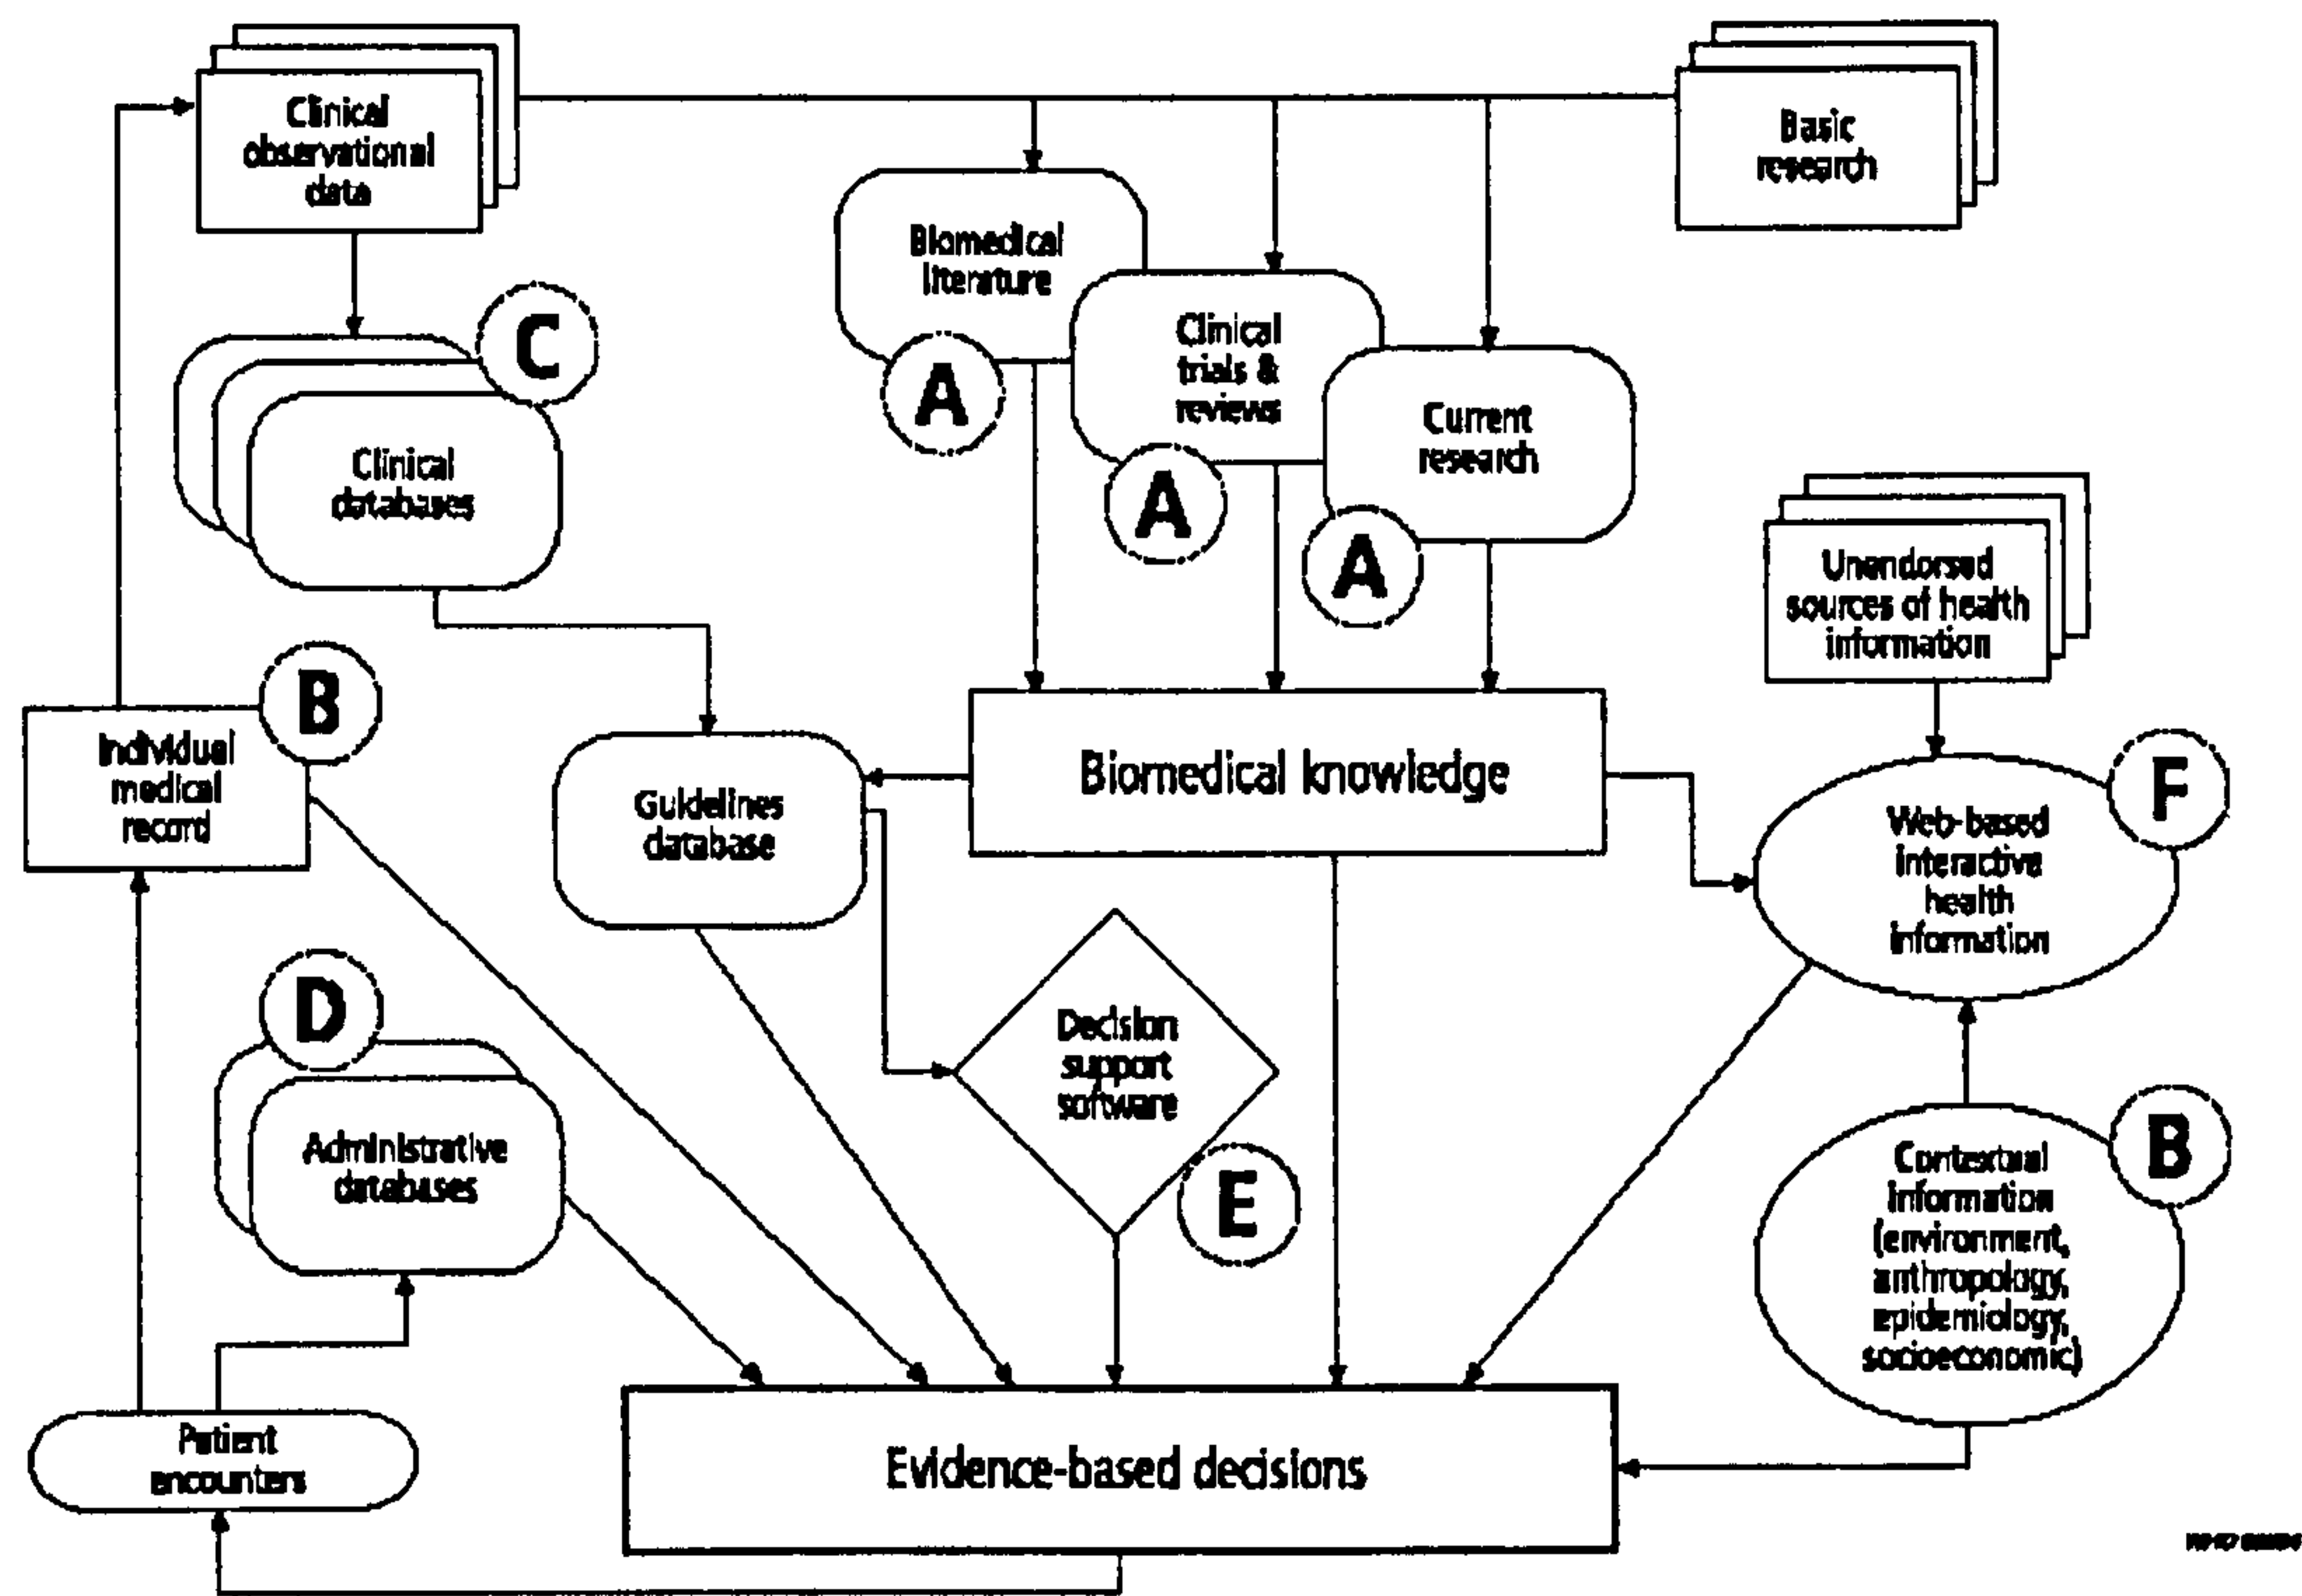 Clinical
observational
data
Basic
research
Biomedical
literature
A
Clinical
trials &
reviews
A
Current
research
A
C
Clinical
databases
Unendorsed
sources of health
information
B
Individual
medical
record
Guidelines
database
Biomedical knowledge
F
Web-based
interactive
health
information
D
Administrative
databases
Decision
support
software
E
B
Contextual
information
(environment,
anthropology,
epidemiology,
socioeconomic)
Patient
encounters
Evidence-based decisions